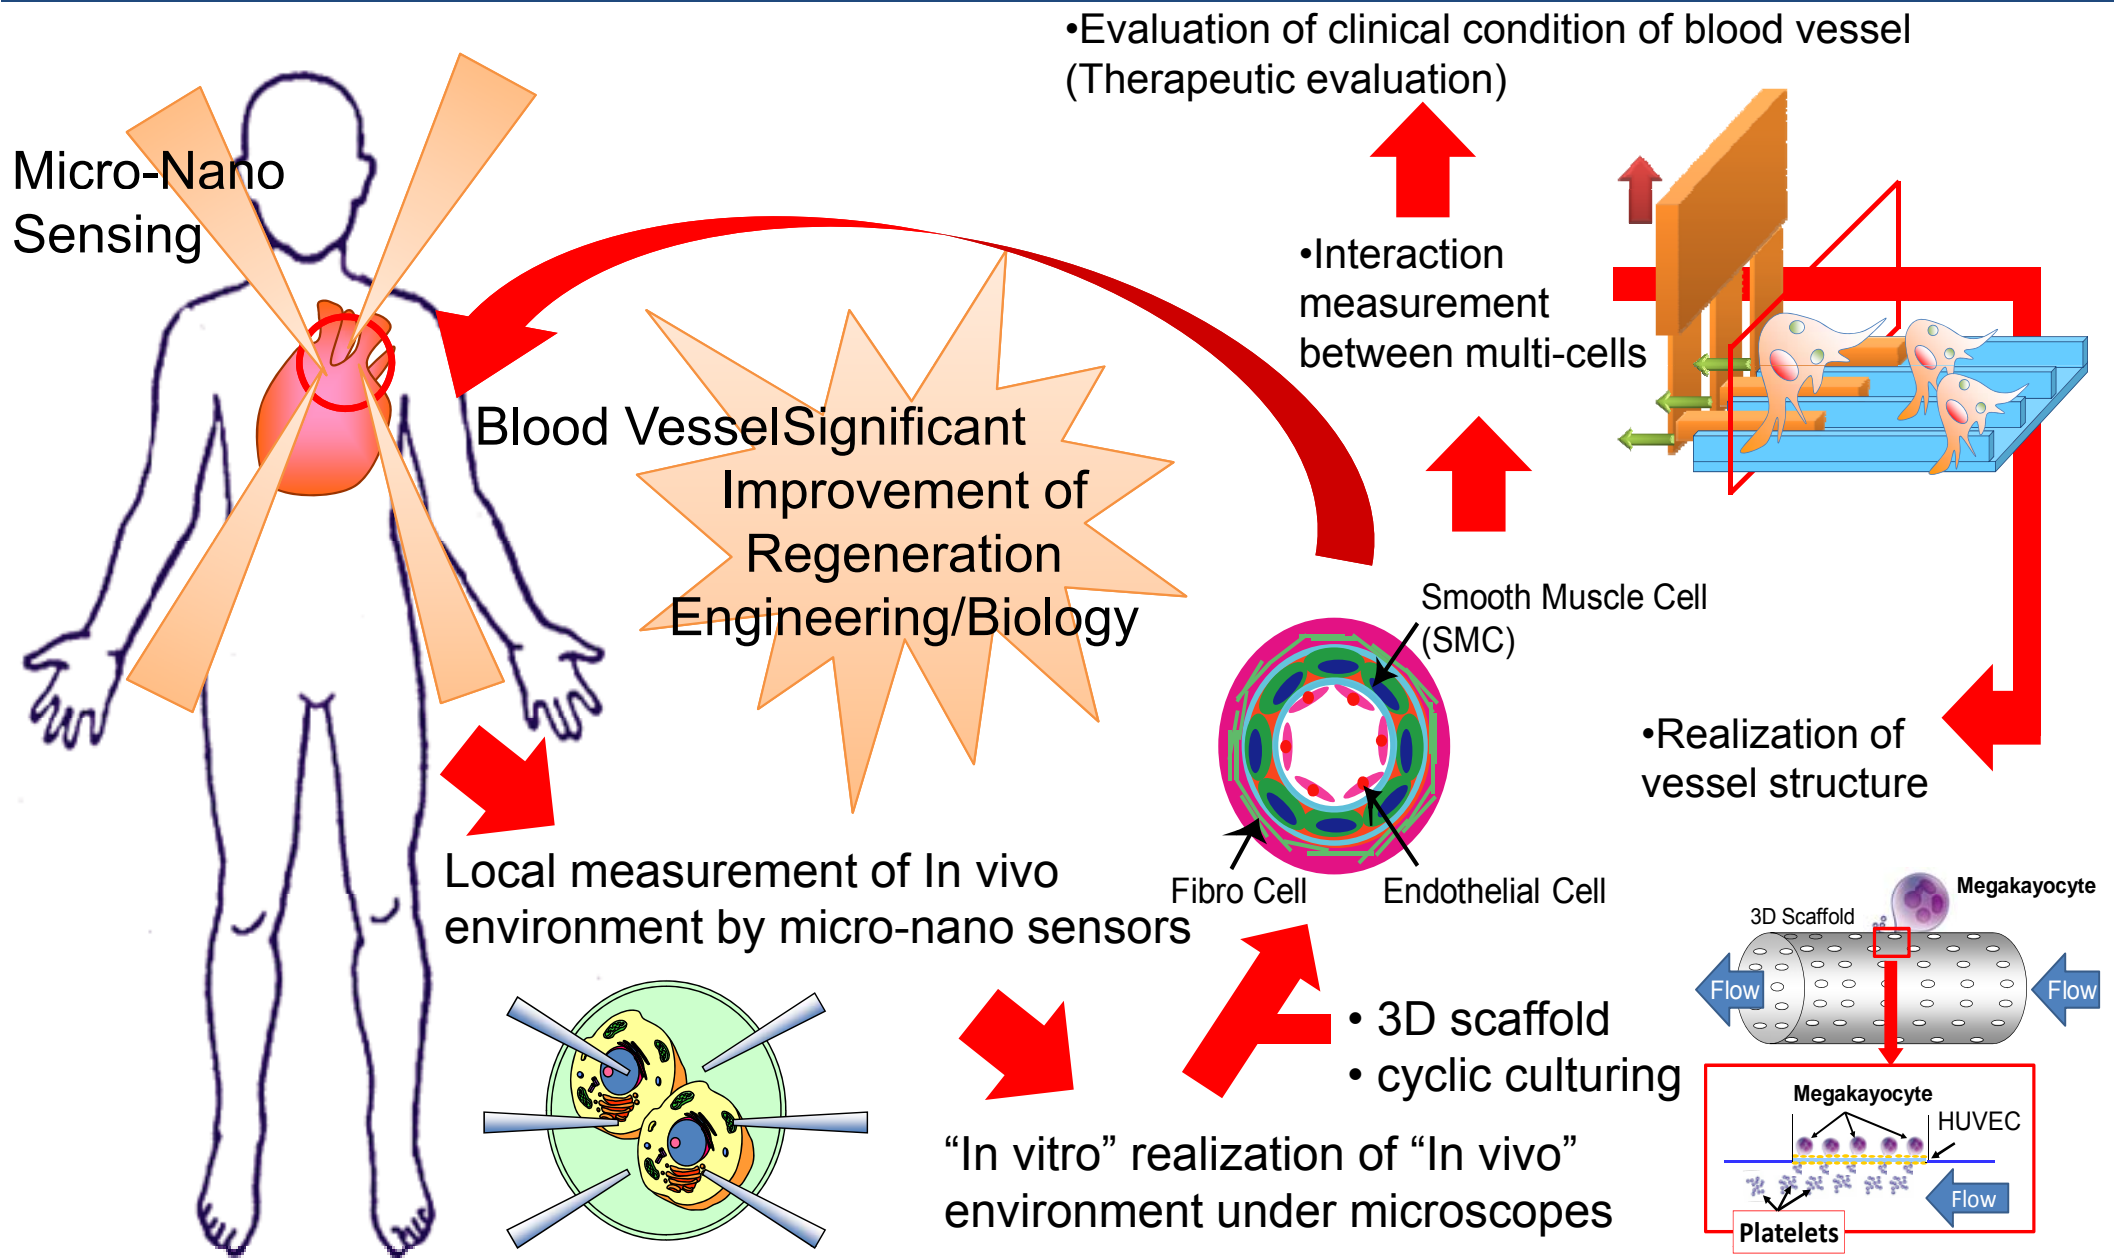 •Evaluation of clinical condition of blood vessel
(Therapeutic evaluation)
Micro-Nano
Sensing
•Interaction
measurement
between multi-cells
Blood Vessel
Significant
Improvement of
Regeneration
Engineering/Biology
Smooth Muscle Cell
(SMC)
Fibro Cell
Endothelial Cell
•Realization of
vessel structure
Local measurement of In vivo
environment by micro-nano sensors
• 3D scaffold
• cyclic culturing
“In vitro” realization of “In vivo”
environment under microscopes
Megakayocyte
3D Scaffold
Flow
Flow
Megakayocyte
HUVEC
Flow
Platelets